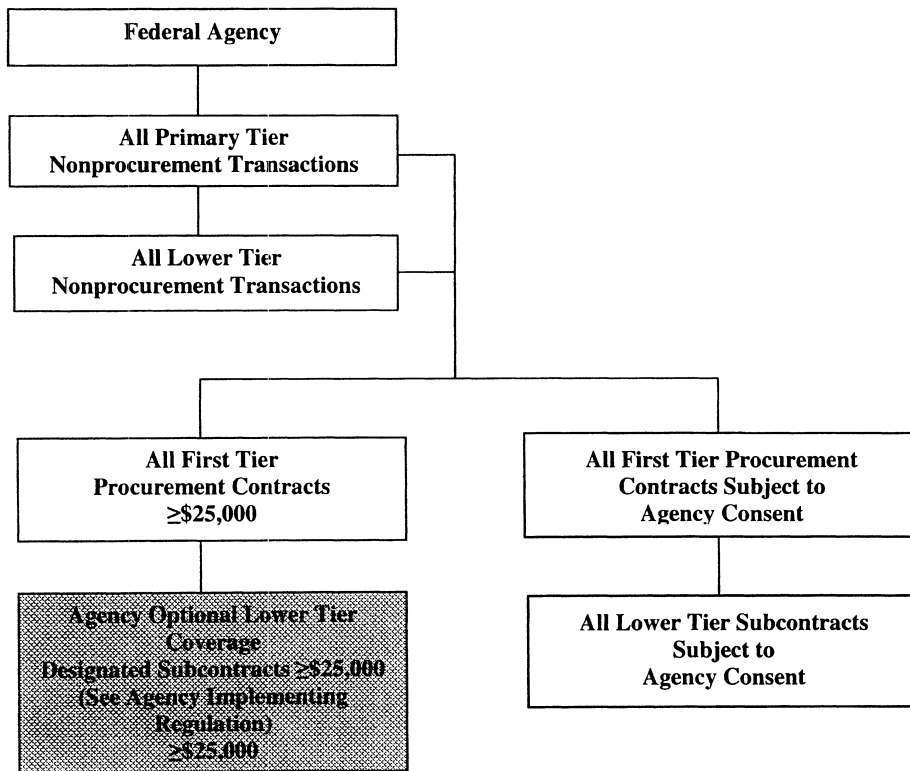 Federal Agency
All Primary Tier
Nonprocurement Transactions
All Lower Tier
Nonprocurement Transactions
All First Tier
Procurement Contracts
≥$25,000
All First Tier Procurement
Contracts Subject to
Agency Consent
Agency Optional Lower Tier
Coverage
Designated Subcontracts ≥$25,000
(See Agency Implementing
Regulation)
≥$25,000
All Lower Tier Subcontracts
Subject to
Agency Consent